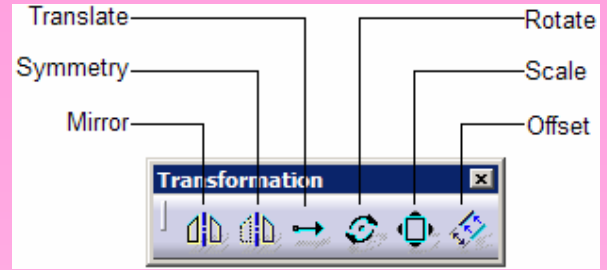 Translate
Rotate
Symmetry
Scale
Mirror
Offset
Transformation